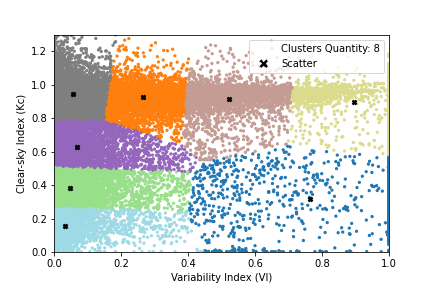 Clusters Quantity: 8
Scatter
Clear-sky Index (Kc)
1.2
1.0
0.8
0.6
0.4
0.2
0.0
0.0 0.2 0.4 0.6 0.8 1.0
Variability Index (VI)